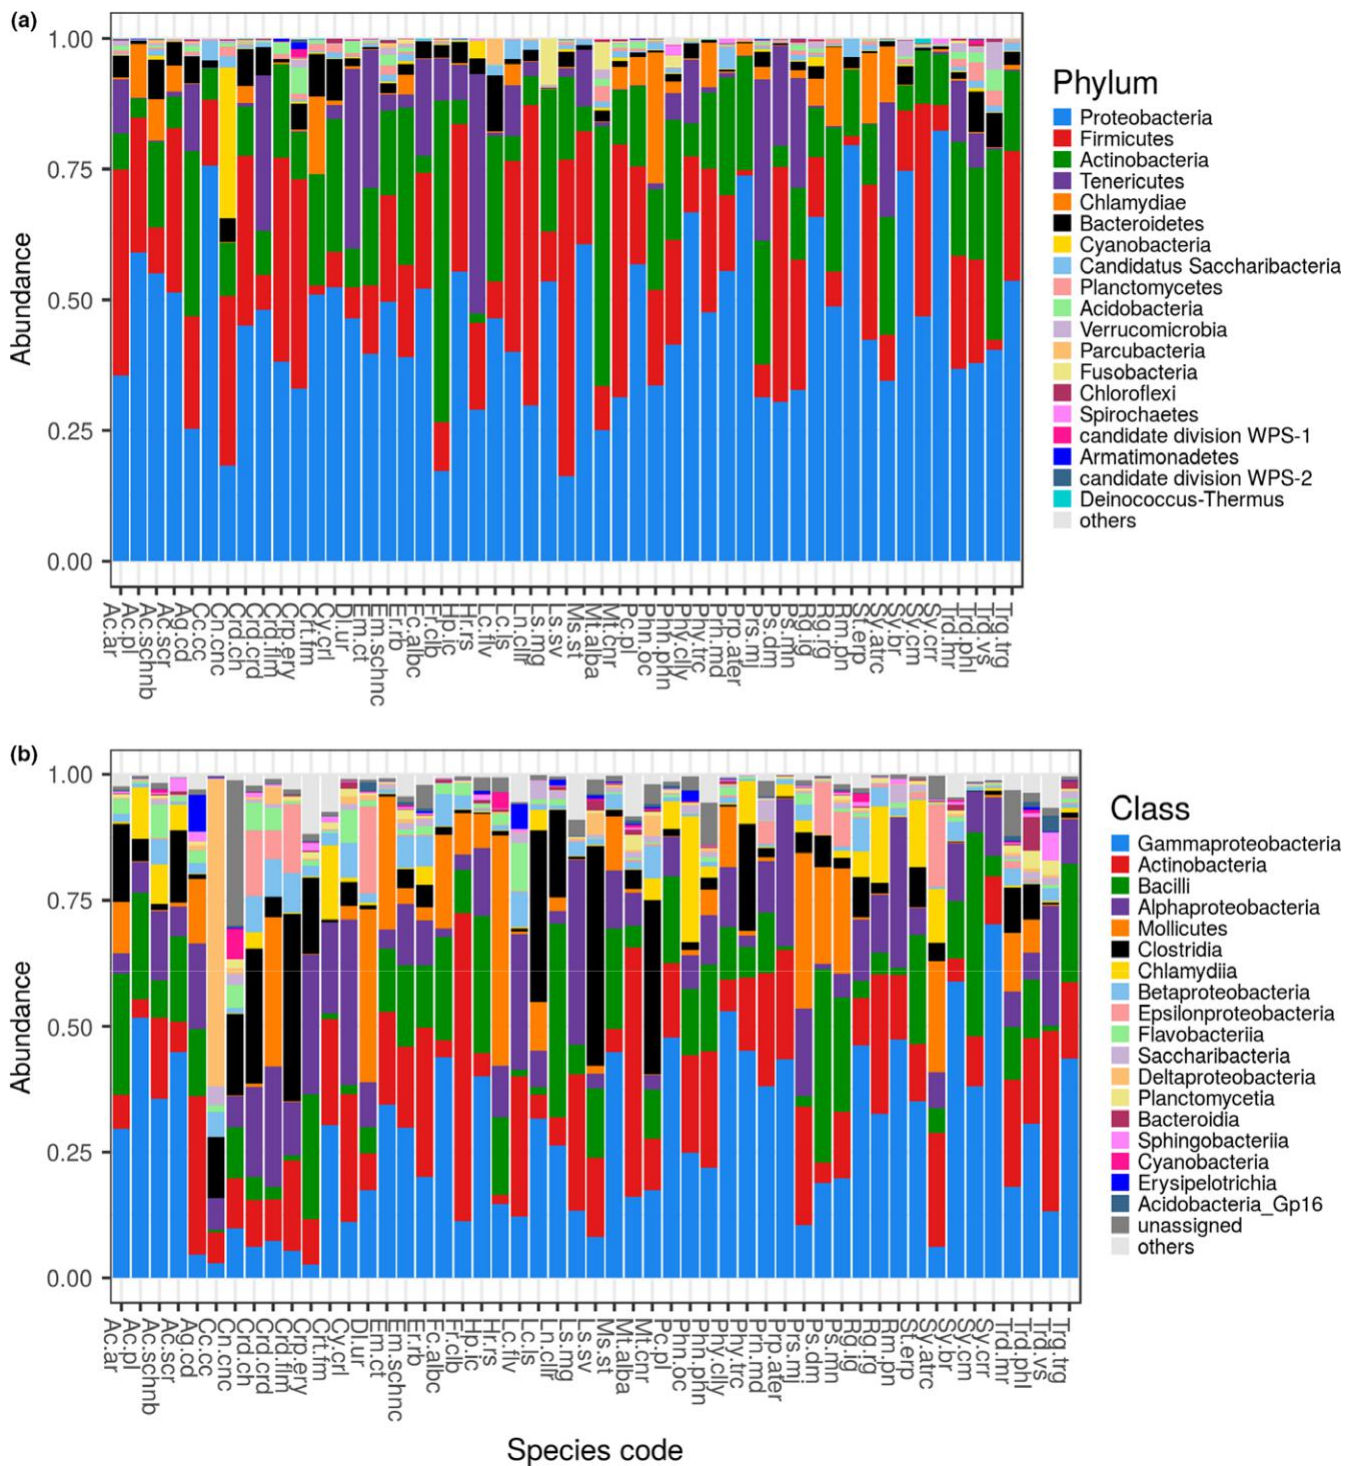 (a)
1.00
0.75
0.50
0.25
0.00
Abundance
Ac.ar
Ac.pl
Ac.schnb
Ac.scr
Ag.cd
Cc.cc
Cn.cnc
Crd.ch
Crd.crd
Crd.flm
Crp.ery
Crt.fm
Cy.crl
Dl.ur
Em.ct
Em.schnc
Er.rb
Fc.albc
Fr.clb
Hp.ic
Hr.rs
Lc.flv
Lc.ls
Ln.cllr
Ls.mg
Ls.sv
Ms.st
Mt.alba
Mt.cnr
Pc.pl
Phn.oc
Phn.phn
Phy.clly
Phy.trc
Prn.md
Prp.ater
Prs.mj
Ps.dm
Ps.mn
Rg.ig
Rg.rg
Rm.pn
St.erp
Sy.atrc
Sy.br
Sy.cm
Sy.crr
Trd.mr
Trd.phl
Trd.vs
Trg.trg
Phylum
Proteobacteria
Firmicutes
Actinobacteria
Tenericutes
Chlamydiae
Bacteroidetes
Cyanobacteria
Candidatus Saccharibacteria
Planctomycetes
Acidobacteria
Verrucomicrobia
Parcubacteria
Fusobacteria
Chloroflexi
Spirochaetes
candidate division WPS-1
Armatimonadetes
candidate division WPS-2
Deinococcus-Thermus
others
(b)
1.00
0.75
0.50
0.25
0.00
Abundance
Ac.ar
Ac.pl
Ac.schnb
Ac.scr
Ag.cd
Cc.cc
Cn.cnc
Crd.ch
Crd.crd
Crd.flm
Crp.ery
Crt.fm
Cy.crl
Dl.ur
Em.ct
Em.schnc
Er.rb
Fc.albc
Fr.clb
Hp.ic
Hr.rs
Lc.flv
Lc.ls
Ln.cllr
Ls.mg
Ls.sv
Ms.st
Mt.alba
Mt.cnr
Pc.pl
Phn.oc
Phn.phn
Phy.clly
Phy.trc
Prn.md
Prp.ater
Prs.mj
Ps.dm
Ps.mn
Rg.ig
Rg.rg
Rm.pn
St.erp
Sy.atrc
Sy.br
Sy.cm
Sy.crr
Trd.mr
Trd.phl
Trd.vs
Trg.trg
Species code
Class
Gammaproteobacteria
Actinobacteria
Bacilli
Alphaproteobacteria
Mollicutes
Clostridia
Chlamydiia
Betaproteobacteria
Epsilonproteobacteria
Flavobacteriia
Saccharibacteria
Deltaproteobacteria
Planctomycetia
Bacteroidia
Sphingobacteriia
Cyanobacteria
Erysipelotrichia
Acidobacteria_Gp16
unassigned
others